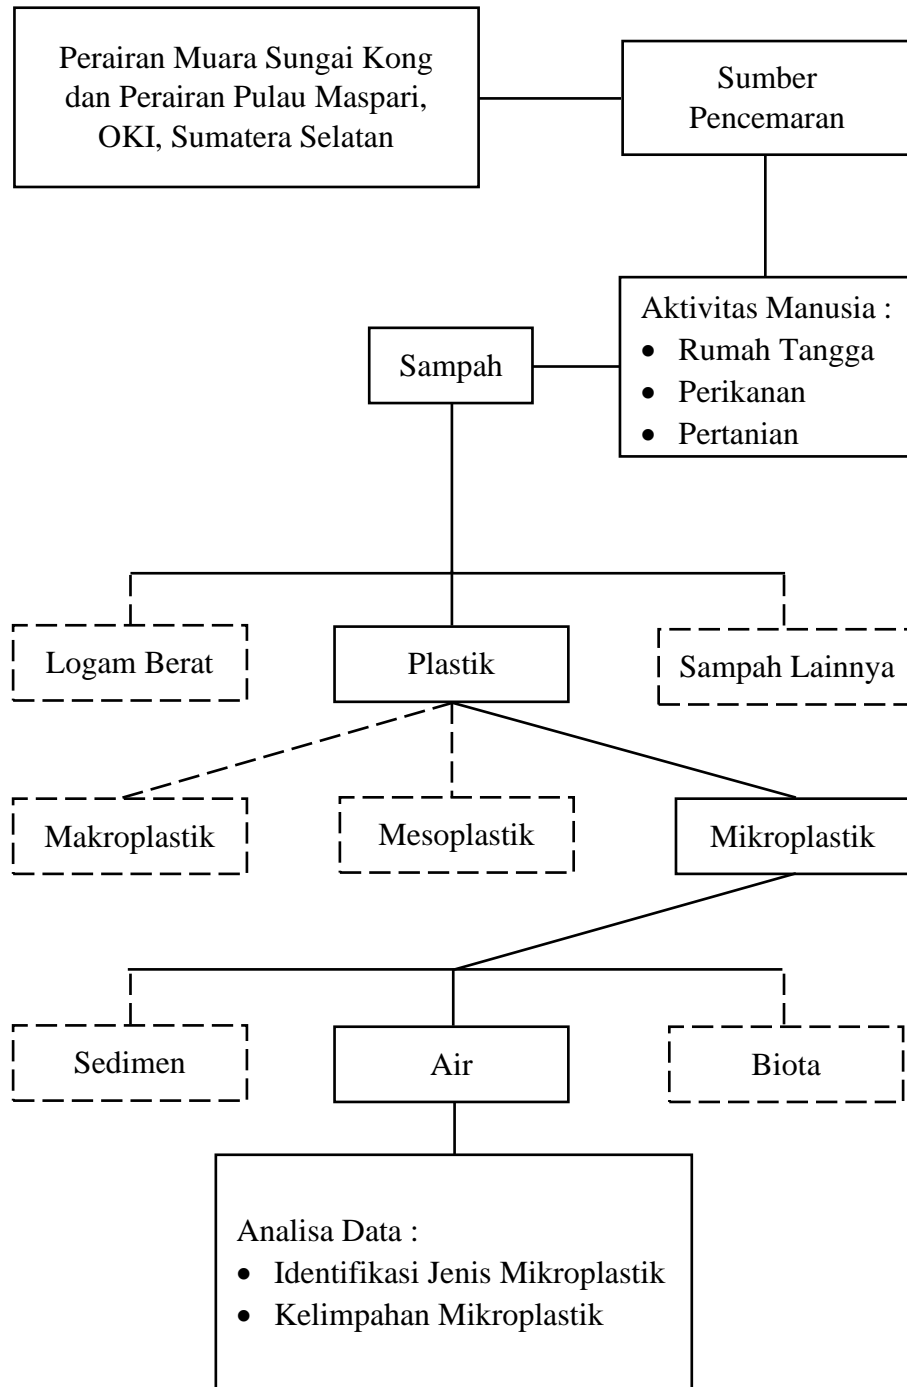 Perairan Muara Sungai Kong
dan Perairan Pulau Maspari,
OKI, Sumatera Selatan
Sumber
Pencemaran
Aktivitas Manusia :
• Rumah Tangga
• Perikanan
• Pertanian
Sampah
Logam Berat
Plastik
Sampah Lainnya
Makroplastik
Mesoplastik
Mikroplastik
Sedimen
Air
Biota
Analisa Data :
• Identifikasi Jenis Mikroplastik
• Kelimpahan Mikroplastik